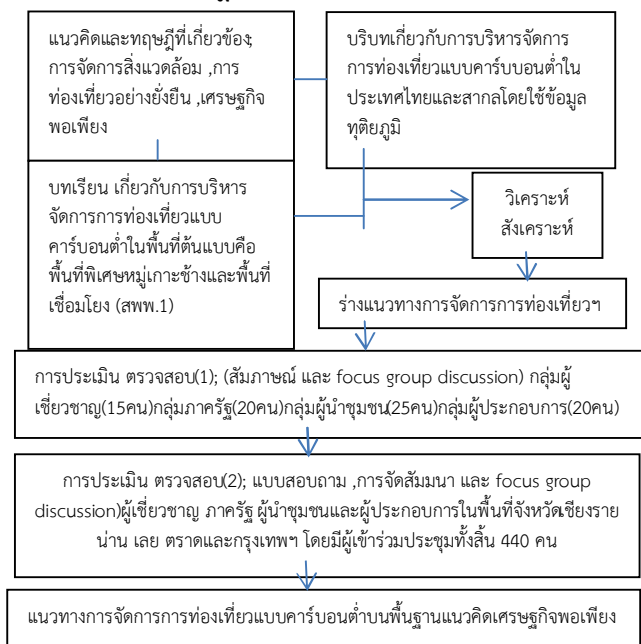 แนวคิดและทฤษฎีที่เกี่ยวข้อง;
การจัดการสิ่งแวดล้อม ,การ
ท่องเที่ยวอย่างยั่งยืน ,เศรษฐกิจ
พอเพียง
บริบทเกี่ยวกับการบริหารจัดการ
การท่องเที่ยวแบบคาร์บบอนต่ำใน
ประเทศไทยและสากลโดยใช้ข้อมูล
ทุติยภูมิ
บทเรียน เกี่ยวกับการบริหาร
จัดการการท่องเที่ยวแบบ
คาร์บอนต่ำในพื้นที่ต้นแบบคือ
พื้นที่พิเศษหมู่เกาะช้างและพื้นที่
เชื่อมโยง (สพพ.1)
วิเคราะห์
สังเคราะห์
ร่างแนวทางการจัดการการท่องเที่ยวฯ
การประเมิน ตรวจสอบ(1); (สัมภาษณ์ และ focus group discussion) กลุ่มผู้
เชี่ยวชาญ(15คน)กลุ่มภาครัฐ(20คน)กลุ่มผู้นำชุมชน(25คน)กลุ่มผู้ประกอบการ(20คน)
การประเมิน ตรวจสอบ(2); แบบสอบถาม ,การจัดสัมมนา และ focus group
discussion)ผู้เชี่ยวชาญ ภาครัฐ ผู้นำชุมชนและผู้ประกอบการในพื้นที่จังหวัดเชียงราย
น่าน เลย ตราดและกรุงเทพฯ โดยมีผู้เข้าร่วมประชุมทั้งสิ้น 440 คน
แนวทางการจัดการการท่องเที่ยวแบบคาร์บอนต่ำบนพื้นฐานแนวคิดเศรษฐกิจพอเพียง